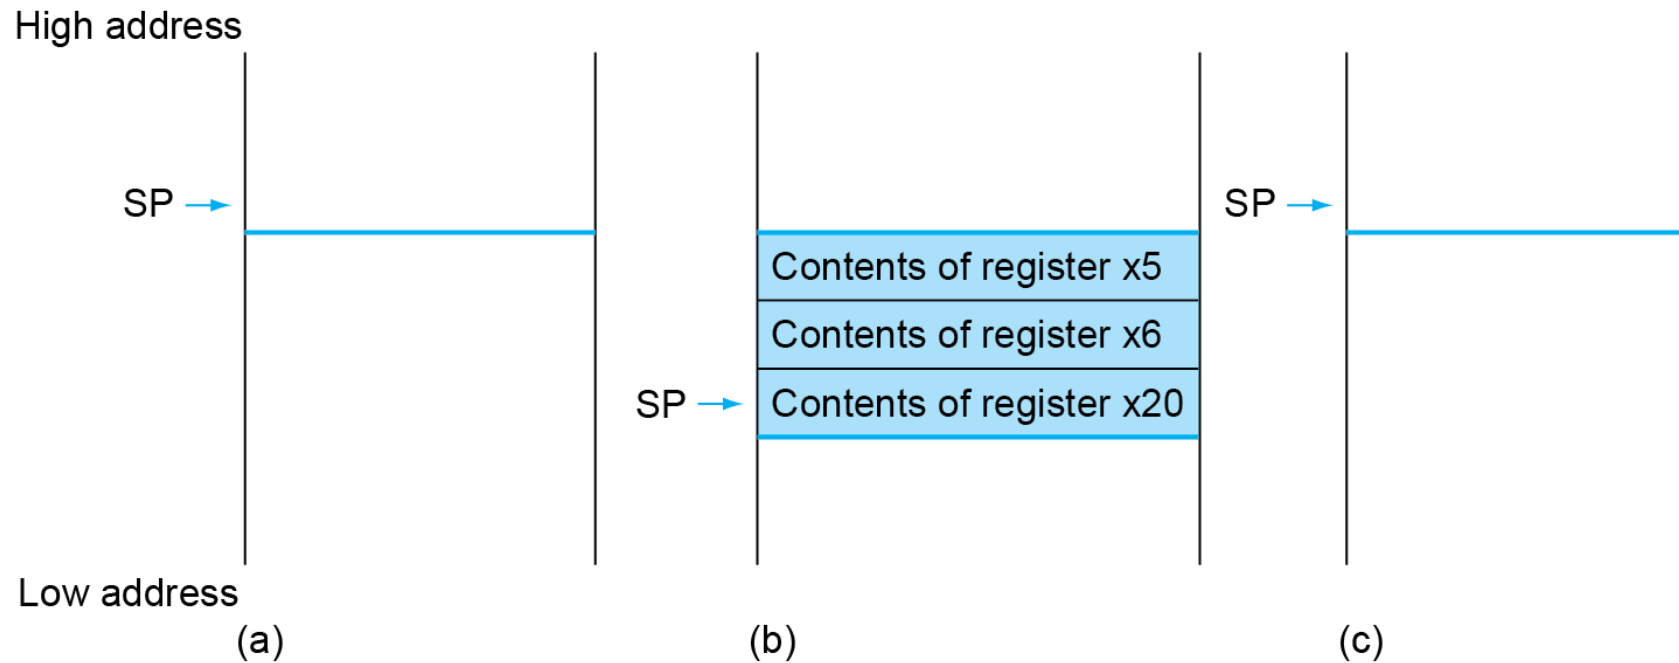 High address
SP
SP
Contents of register x5
Contents of register x6
SP
Contents of register x20
Low address
(a)
(b)
(c)